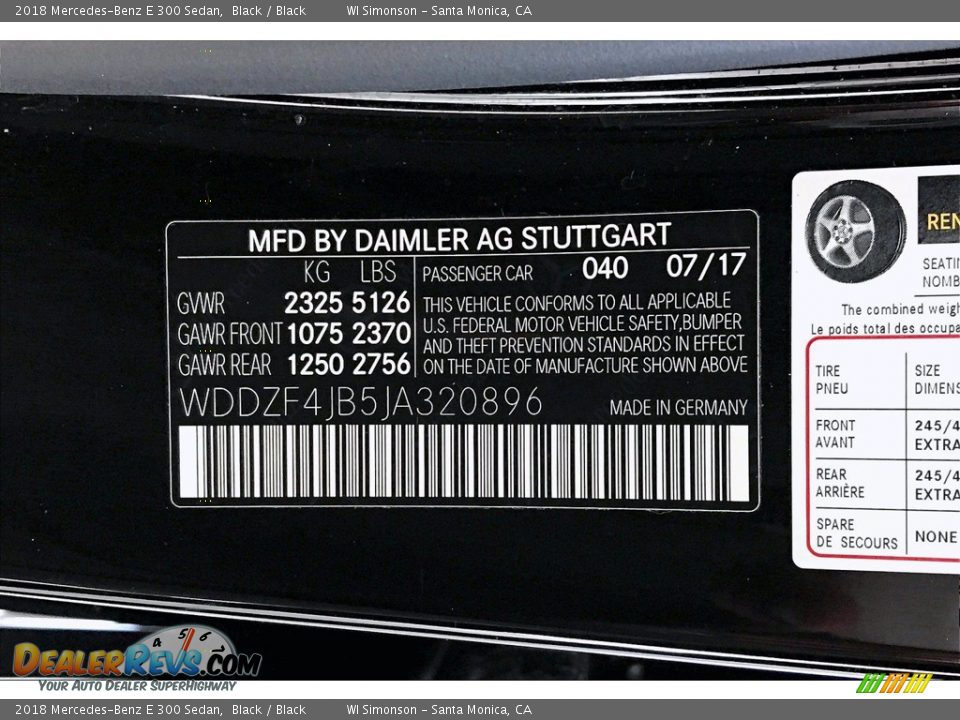 2018 Mercedes-Benz E 300 Sedan, Black / Black WI Simonson - Santa Monica, CA
MFD BY DAIMLER AG STUTTGART
KG LBS
GVWR 2325 5126
GAWR FRONT 1075 2370
GAWR REAR 1250 2756
PASSENGER CAR 040 07/17
THIS VEHICLE CONFORMS TO ALL APPLICABLE
U.S. FEDERAL MOTOR VEHICLE SAFETY,BUMPER
AND THEFT PREVENTION STANDARDS IN EFFECT
ON THE DATE OF MANUFACTURE SHOWN ABOVE
WDDZF4JB5JA320896 MADE IN GERMANY
REN
SEATIN
NOMB
The combined weigh
Le poids total des occupa
TIRE SIZE
PNEU DIMENS
FRONT 245/4
AVANT EXTRA
REAR 245/4
ARRIÈRE EXTRA
SPARE NONE
DE SECOURS
4 5 6
DEALERREVS.COM
YOUR AUTO DEALER SUPERHIGHWAY
2018 Mercedes-Benz E 300 Sedan, Black / Black WI Simonson - Santa Monica, CA